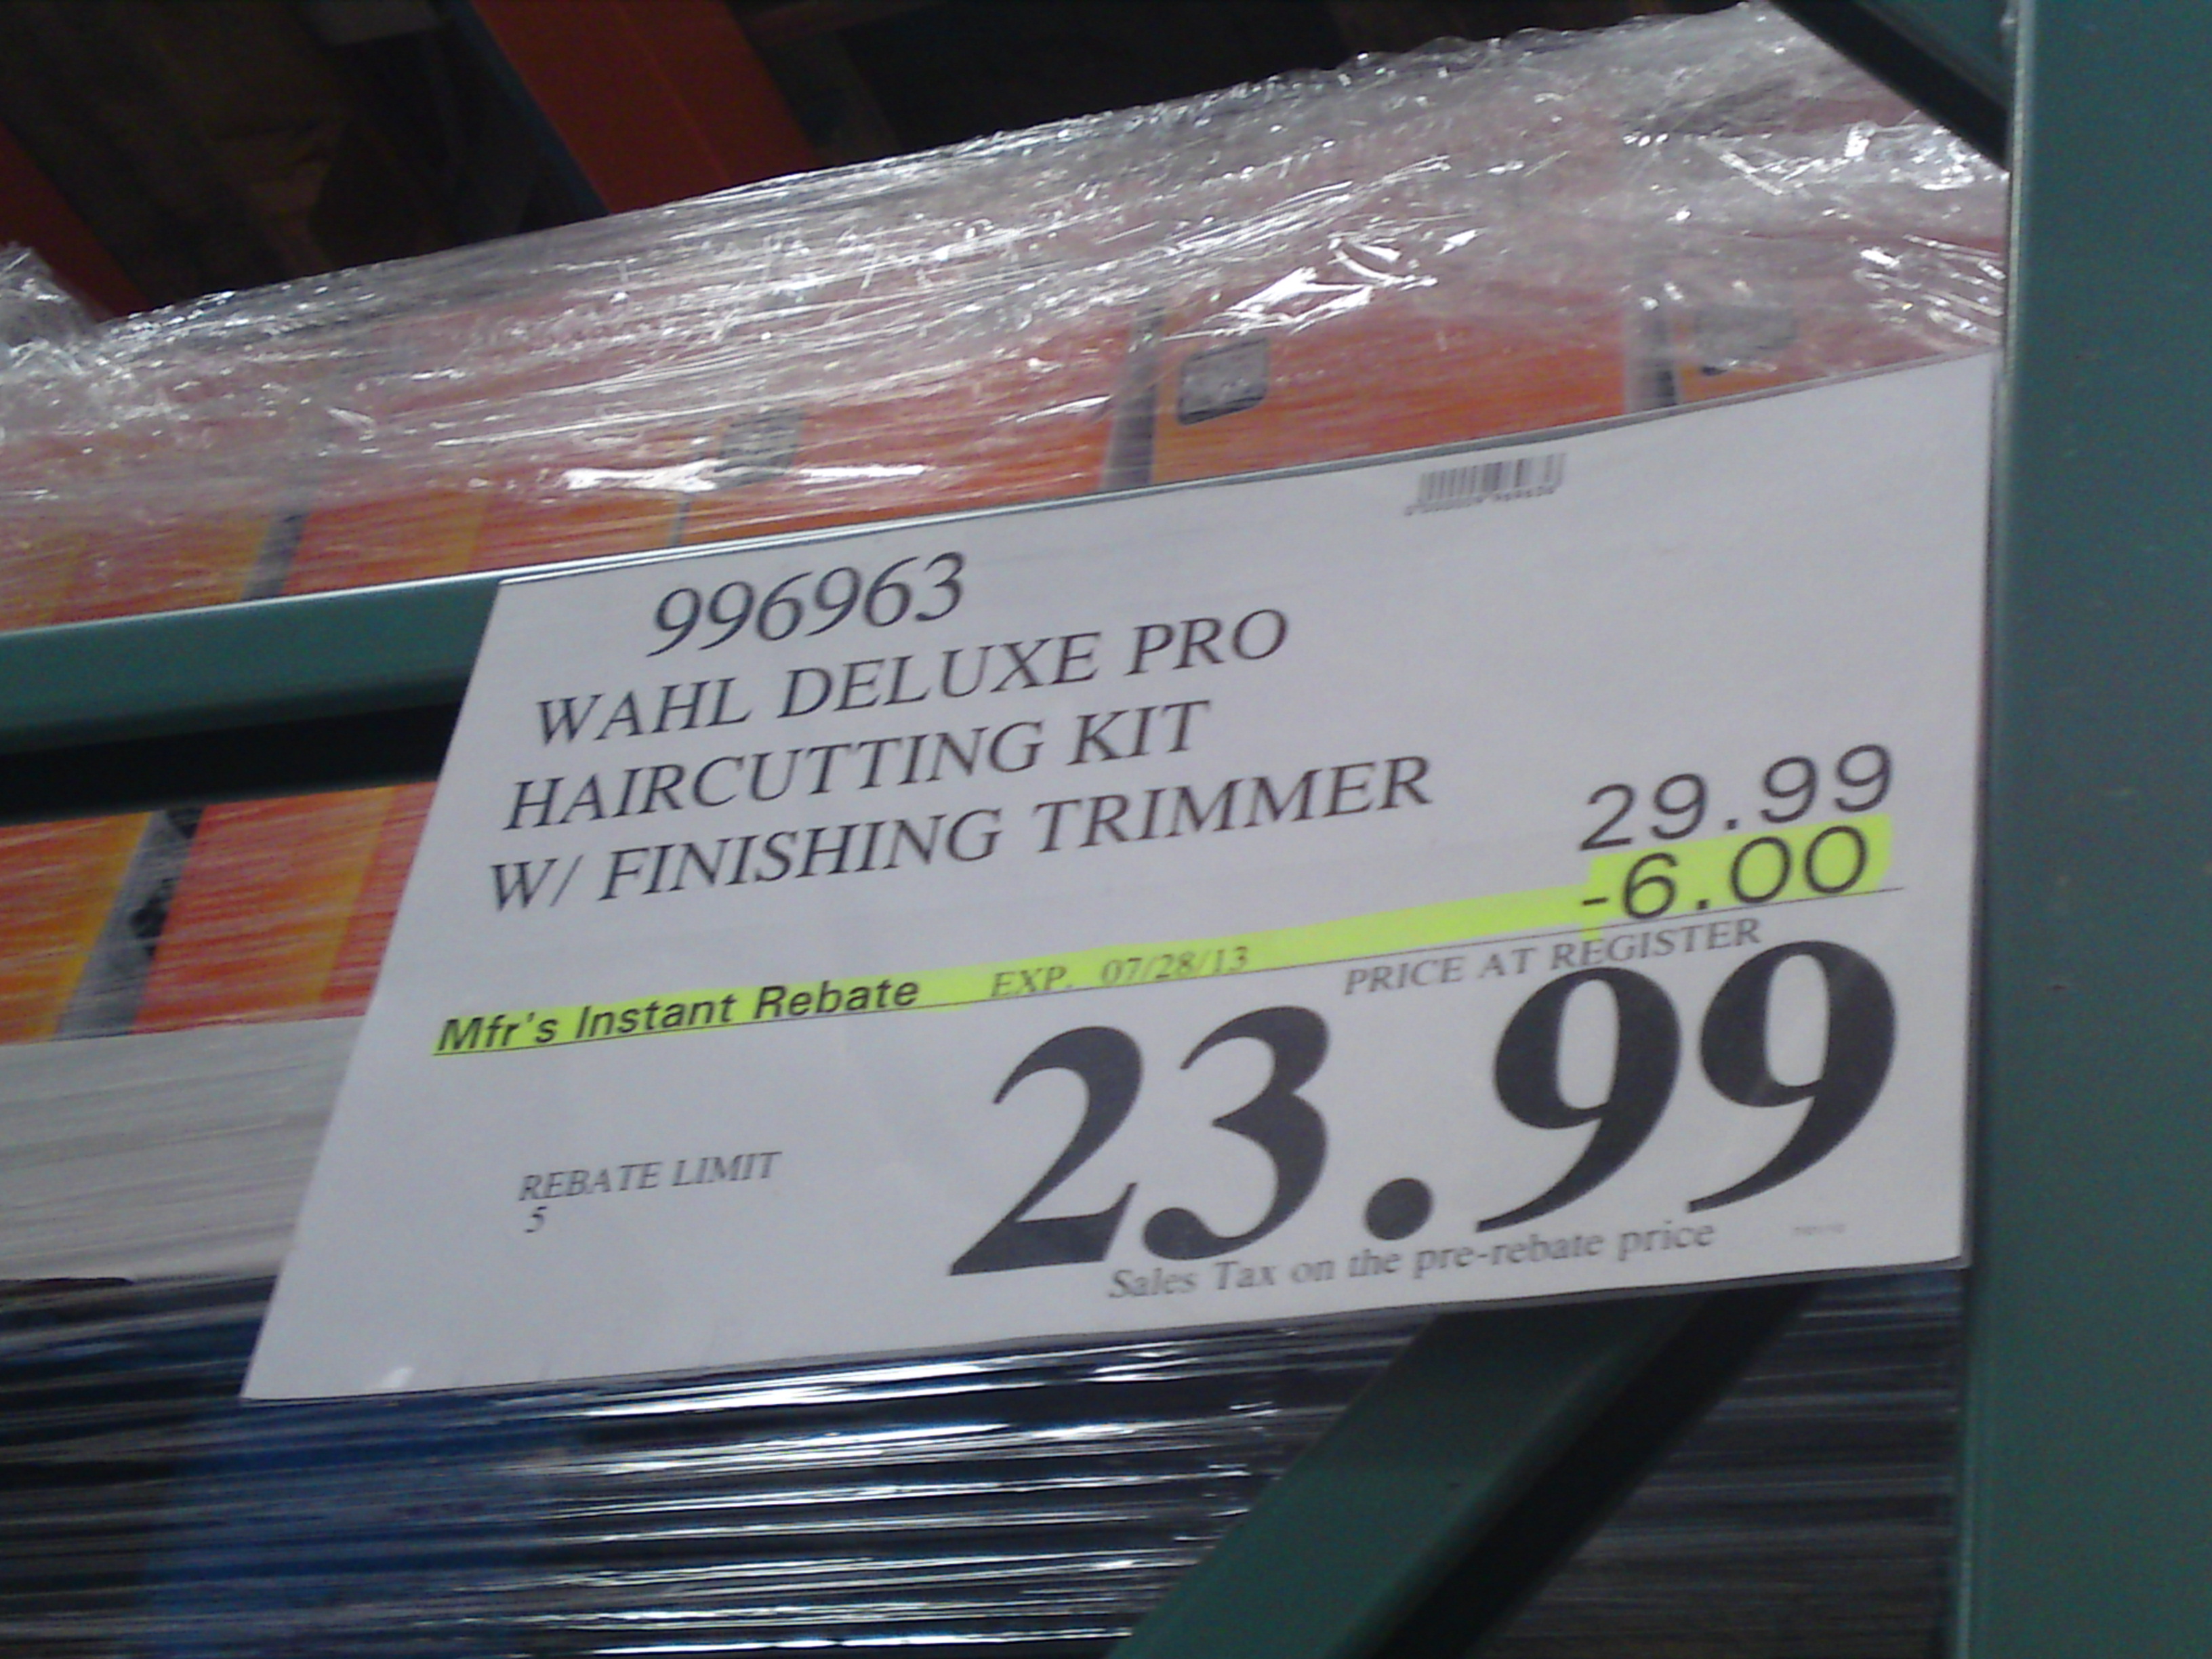 996963
WAHL DELUXE PRO
HAIRCUTTING KIT
W/ FINISHING TRIMMER
29.99
-6.00
Mfr's Instant Rebate EXP. 07/28/13
PRICE AT REGISTER
23.99
REBATE LIMIT
5
Sales Tax on the pre-rebate price